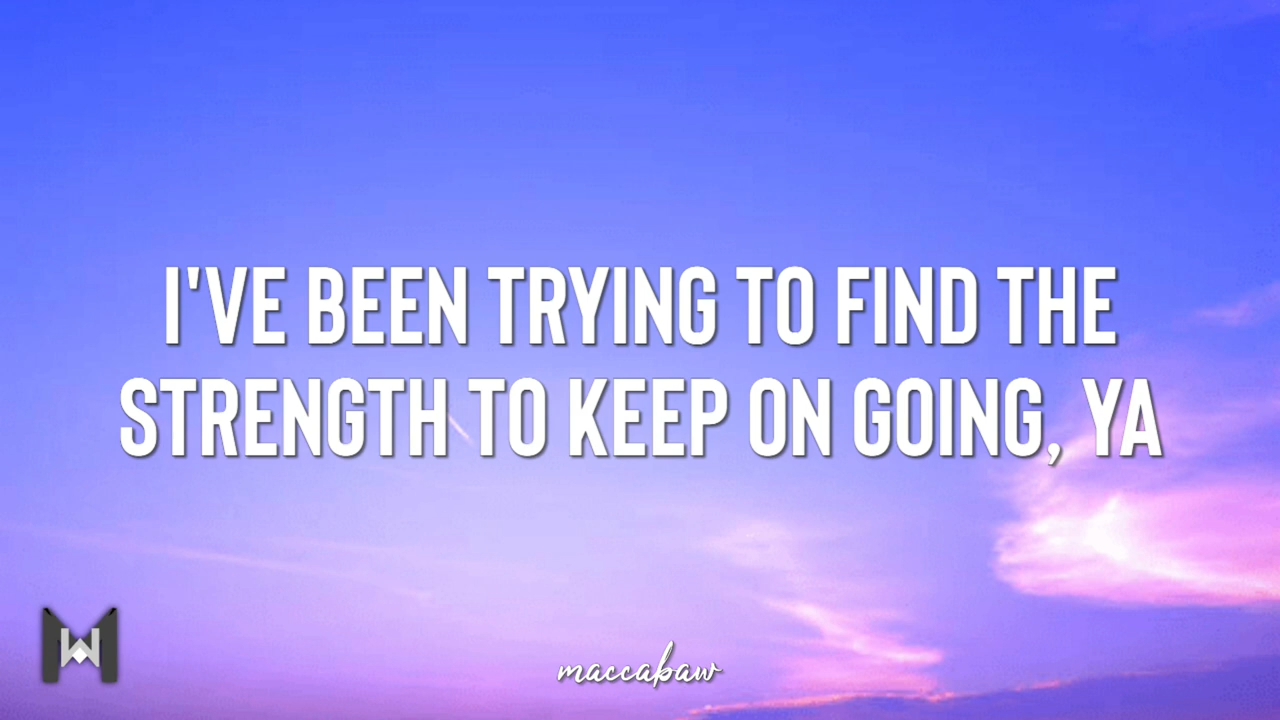 I'VE BEEN TRYING TO FIND THE
STRENGTH TO KEEP ON GOING, YA
maccabaw